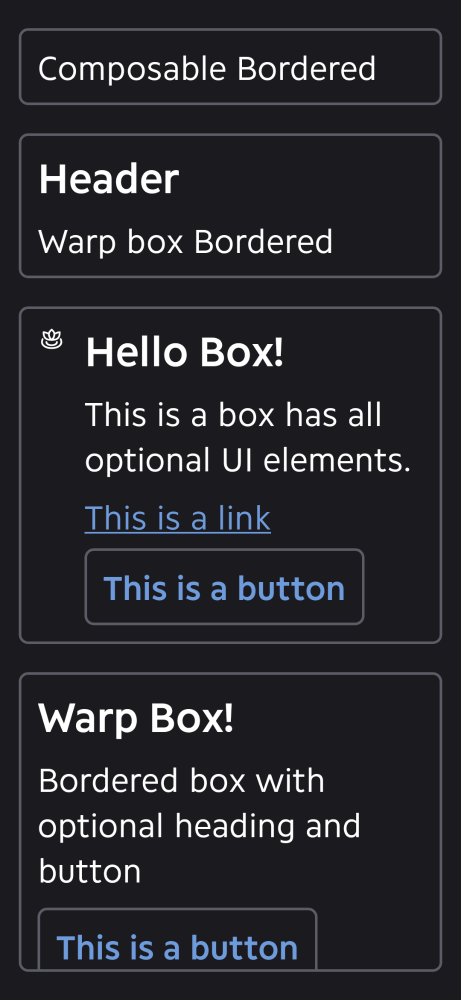 Composable Bordered
Header
Warp box Bordered
Hello Box!
This is a box has all
optional UI elements.
This is a link
This is a button
Warp Box!
Bordered box with
optional heading and
button
This is a button